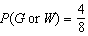 P(G or W) = 4/8